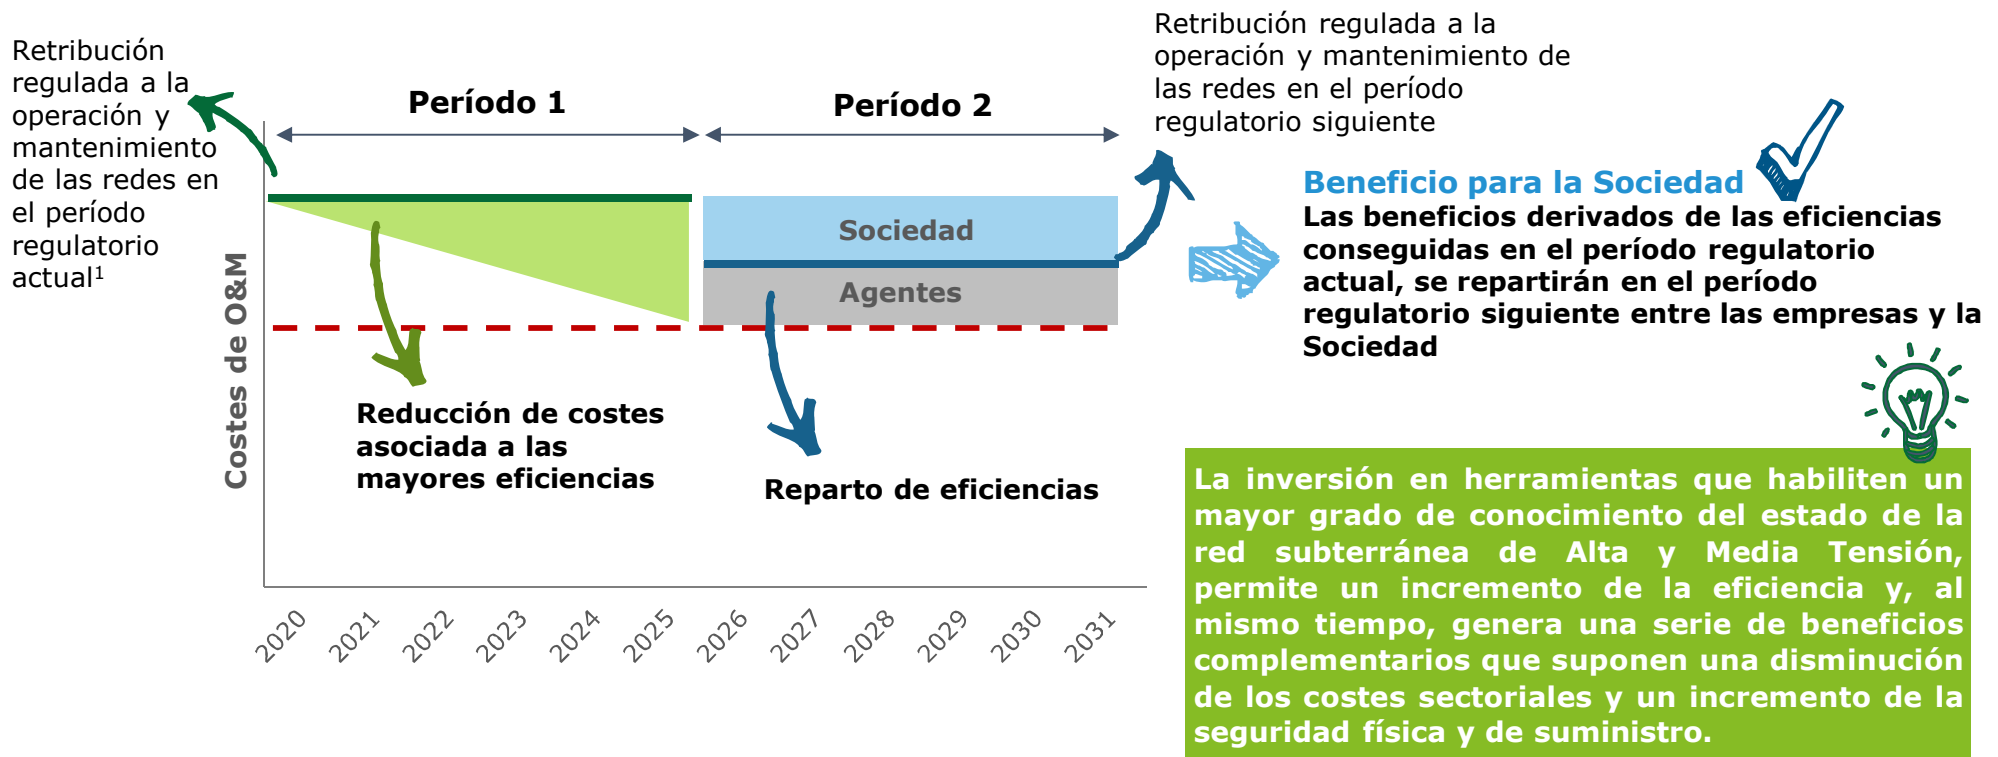 Retribución
regulada a la
operación y
mantenimiento
de las redes en
el período
regulatorio
actual¹
Período 1
Período 2
Retribución regulada a la
operación y mantenimiento de
las redes en el período
regulatorio siguiente
Costes de O&M
Sociedad
Agentes
Reducción de costes
asociada a las
mayores eficiencias
Reparto de eficiencias
2020
2021
2022
2023
2024
2025
2026
2027
2028
2029
2030
2031
Beneficio para la Sociedad
Las beneficios derivados de las eficiencias
conseguidas en el período regulatorio
actual, se repartirán en el período
regulatorio siguiente entre las empresas y la
Sociedad
La inversión en herramientas que habiliten un
mayor grado de conocimiento del estado de la
red subterránea de Alta y Media Tensión,
permite un incremento de la eficiencia y, al
mismo tiempo, genera una serie de beneficios
complementarios que suponen una disminución
de los costes sectoriales y un incremento de la
seguridad física y de suministro.